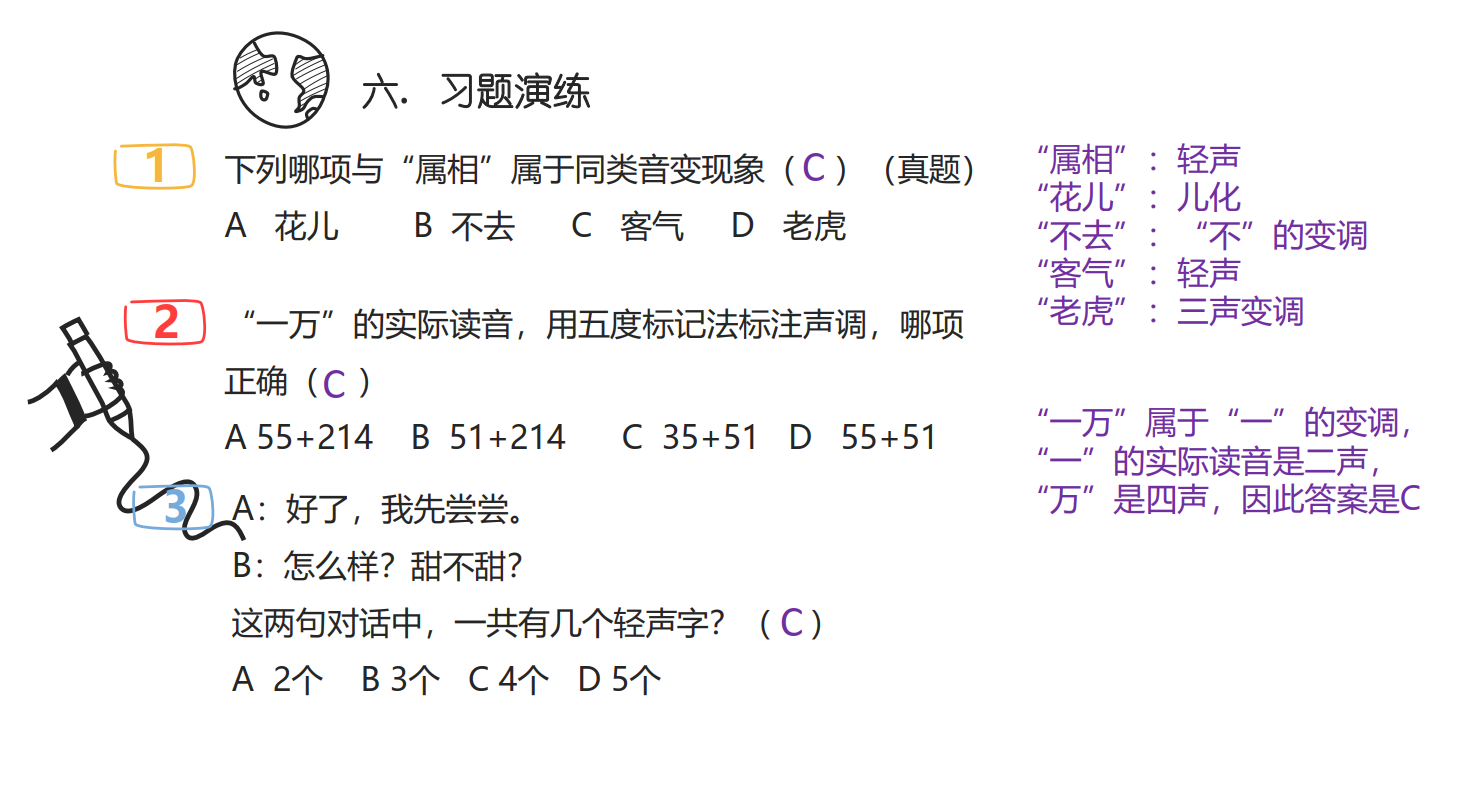 六. 习题演练
1 下列哪项与“属相”属于同类音变现象（ C ）（真题）
A 花儿 B 不去 C 客气 D 老虎
2 “一万”的实际读音，用五度标记法标注声调，哪项
正确（ C ）
A 55+214 B 51+214 C 35+51 D 55+51
3 A：好了，我先尝尝。
B：怎么样？甜不甜？
这两句对话中，一共有几个轻声字？（ C ）
A 2个 B 3个 C 4个 D 5个
“属相”：轻声
“花儿”：儿化
“不去”：“不”的变调
“客气”：轻声
“老虎”：三声变调
“一万”属于“一”的变调，
“一”的实际读音是二声，
“万”是四声，因此答案是C